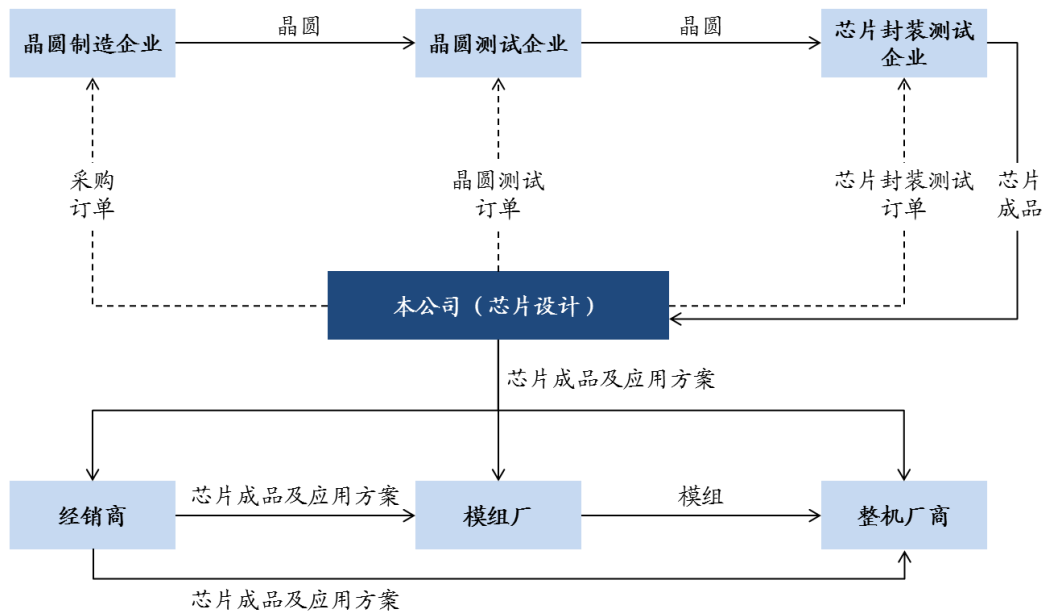 晶圆
晶圆
晶圆制造企业
晶圆测试企业
芯片封装测试
企业
采购
订单
晶圆测试
订单
芯片封装测试
订单
芯片
成品
本公司（芯片设计）
芯片成品及应用方案
芯片成品及应用方案
模组
经销商
模组厂
整机厂商
芯片成品及应用方案